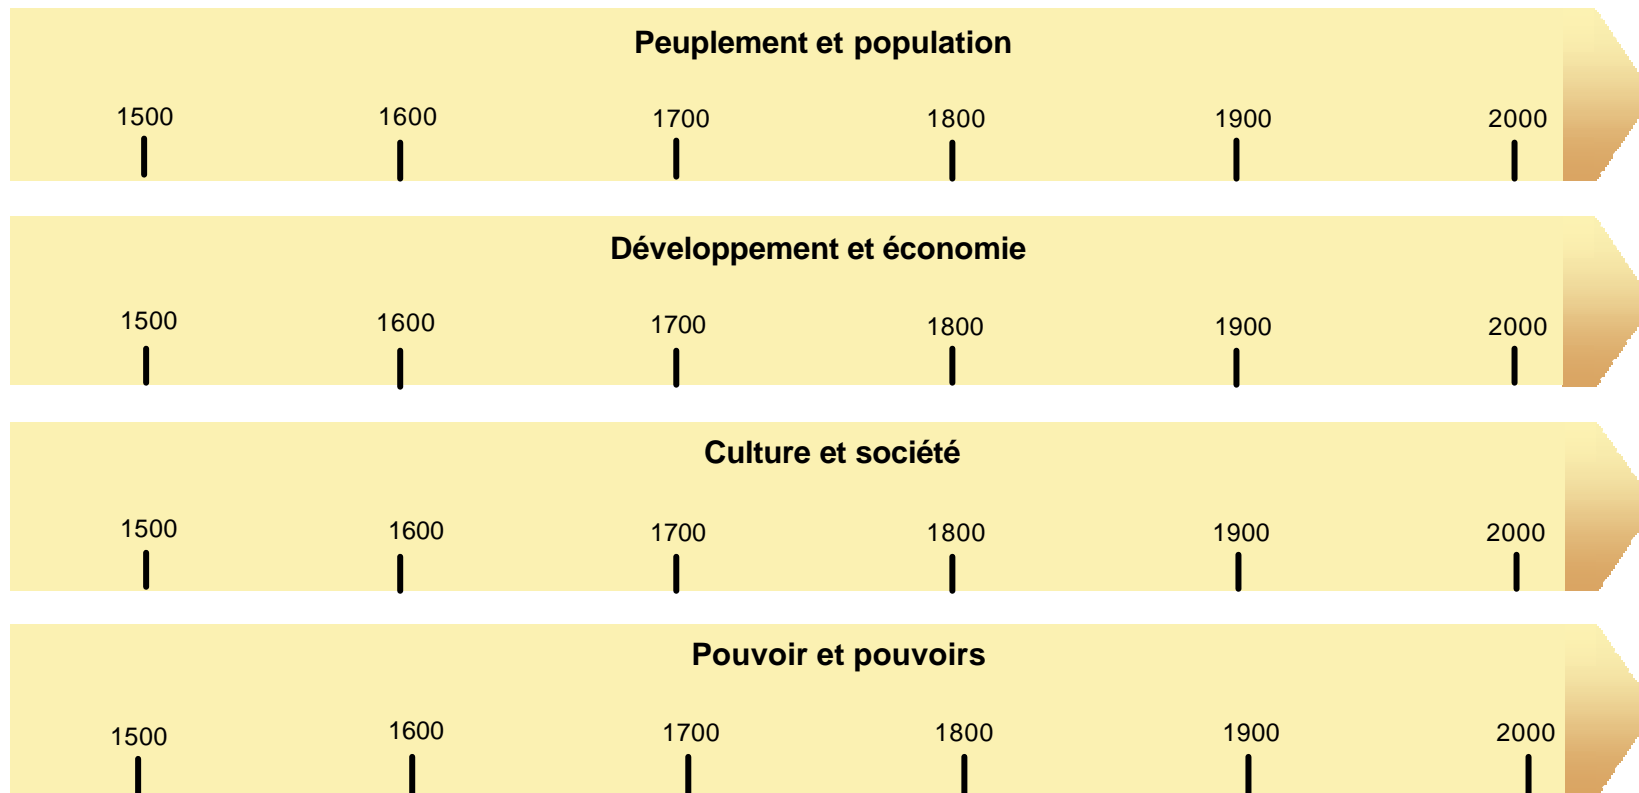 Peuplement et population
1500 1600 1700 1800 1900 2000
Développement et économie
1500 1600 1700 1800 1900 2000
Culture et société
1500 1600 1700 1800 1900 2000
Pouvoir et pouvoirs
1500 1600 1700 1800 1900 2000